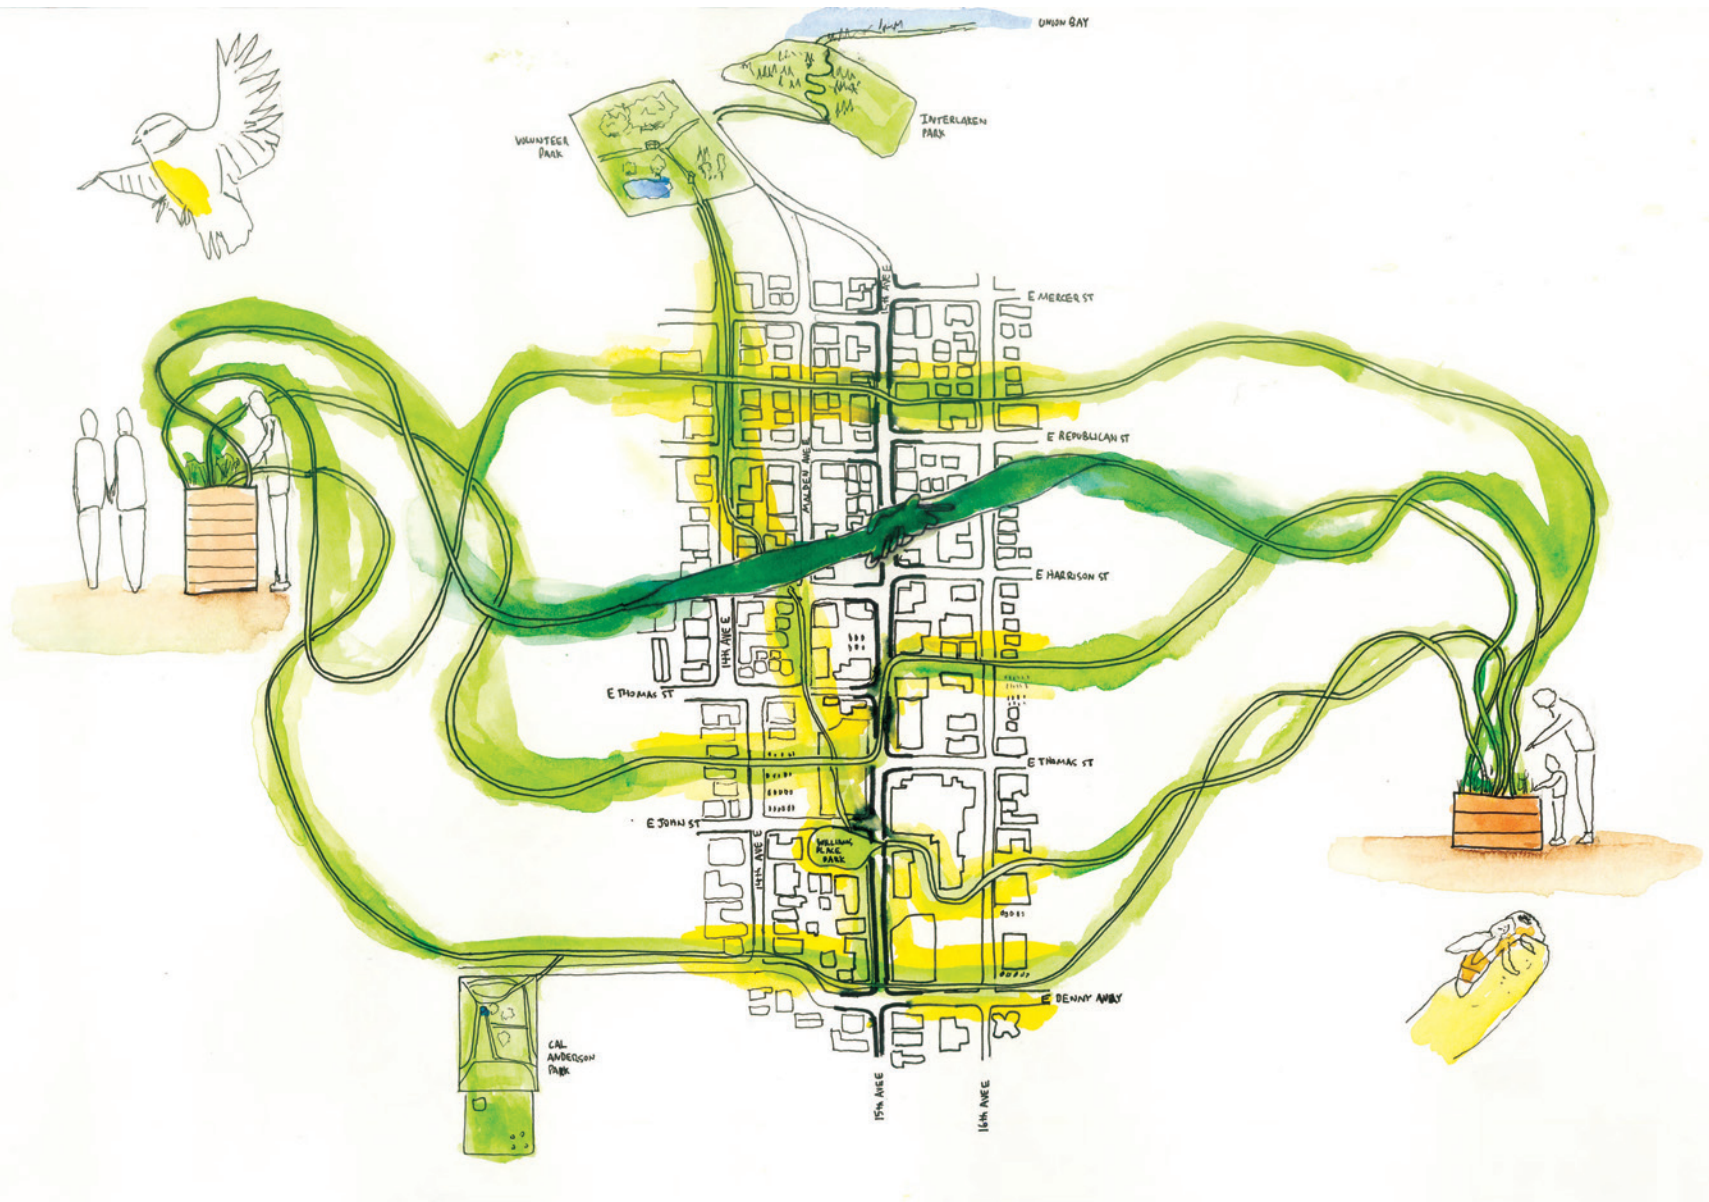 UNION BAY
INTERLAKEN
PARK
VOLUNTEER
PARK
15th AVE E
E MERCER ST
E REPUBLICAN ST
MALDEN AVE E
E HARRISON ST
14th AVE E
E THOMAS ST
E THOMAS ST
E JOHN ST
14th AVE E
WILLIAMS
PLACE
PARK
E DENNY WAY
CAL
ANDERSON
PARK
15th AVE E
16th AVE E